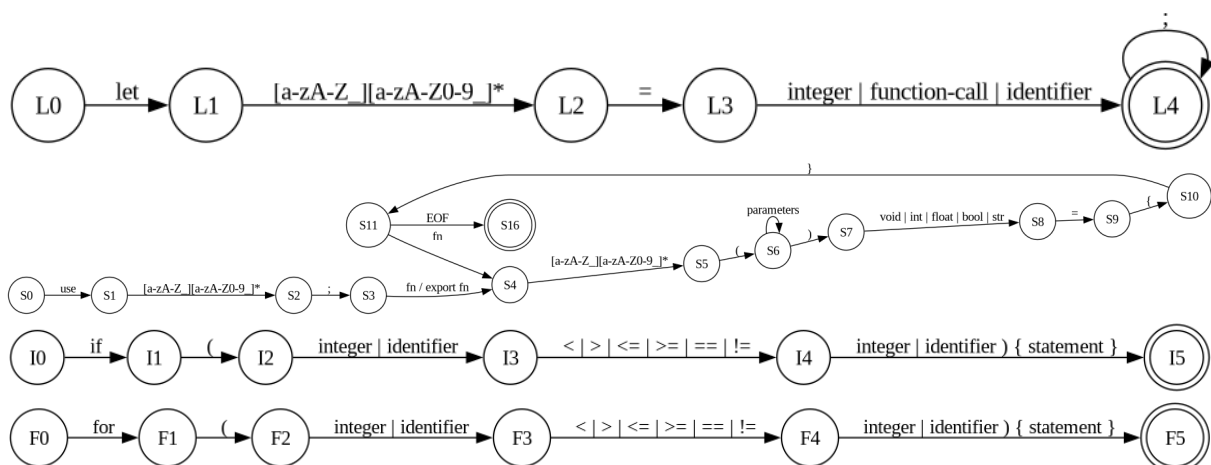 ;
L0 let L1 [a-zA-Z_][a-zA-Z0-9_]* L2 = L3 integer | function-call | identifier L4
}
S11 EOF S16 parameters void | int | float | bool | str S10
fn [a-zA-Z_][a-zA-Z0-9_]* S5 ( S6 ) S7 S8 = S9 {
S0 use S1 [a-zA-Z_][a-zA-Z0-9_]* S2 ; S3 fn / export fn S4
I0 if I1 ( I2 integer | identifier I3 < | > | <= | >= | == | != I4 integer | identifier ) { statement } I5
F0 for F1 ( F2 integer | identifier F3 < | > | <= | >= | == | != F4 integer | identifier ) { statement } F5